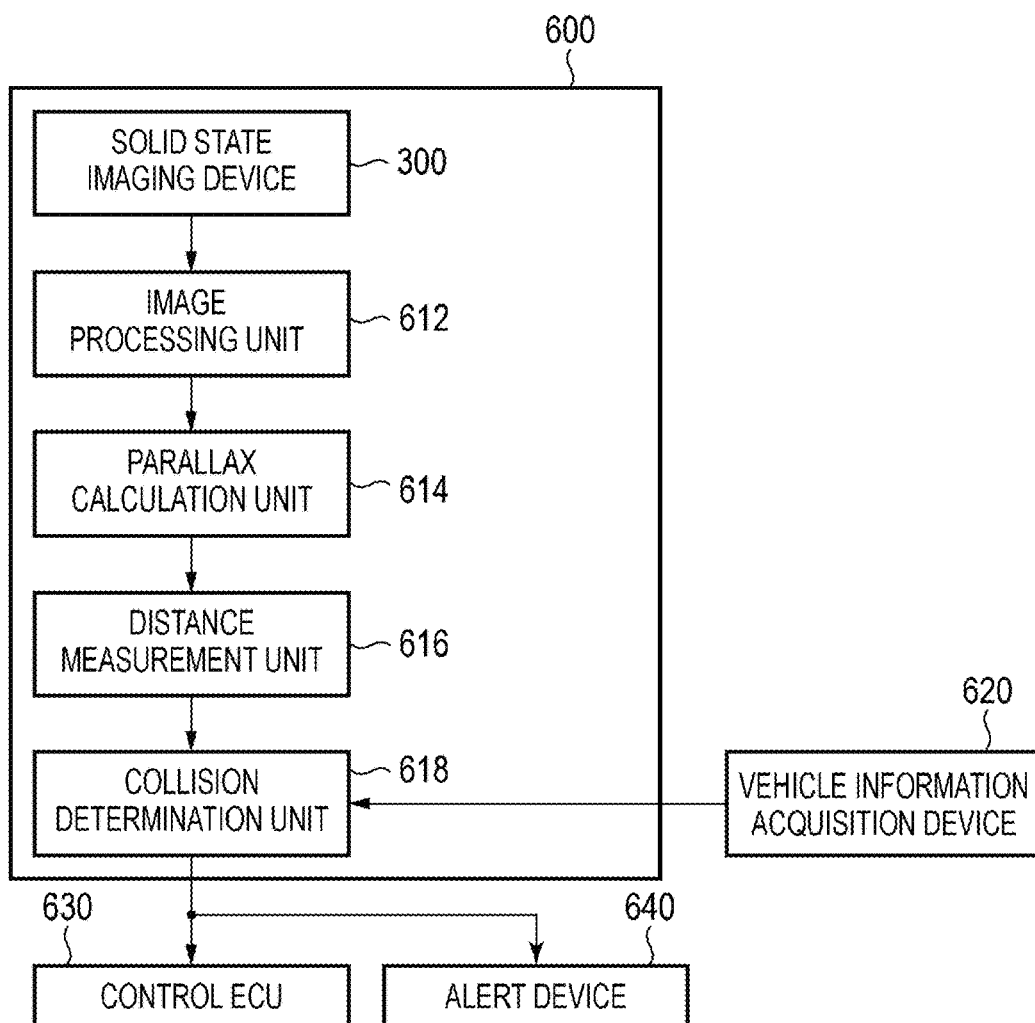 600
SOLID STATE
IMAGING DEVICE
300
IMAGE
PROCESSING UNIT
612
PARALLAX
CALCULATION UNIT
614
DISTANCE
MEASUREMENT UNIT
616
620
COLLISION
DETERMINATION UNIT
618
VEHICLE INFORMATION
ACQUISITION DEVICE
630
640
CONTROL ECU
ALERT DEVICE